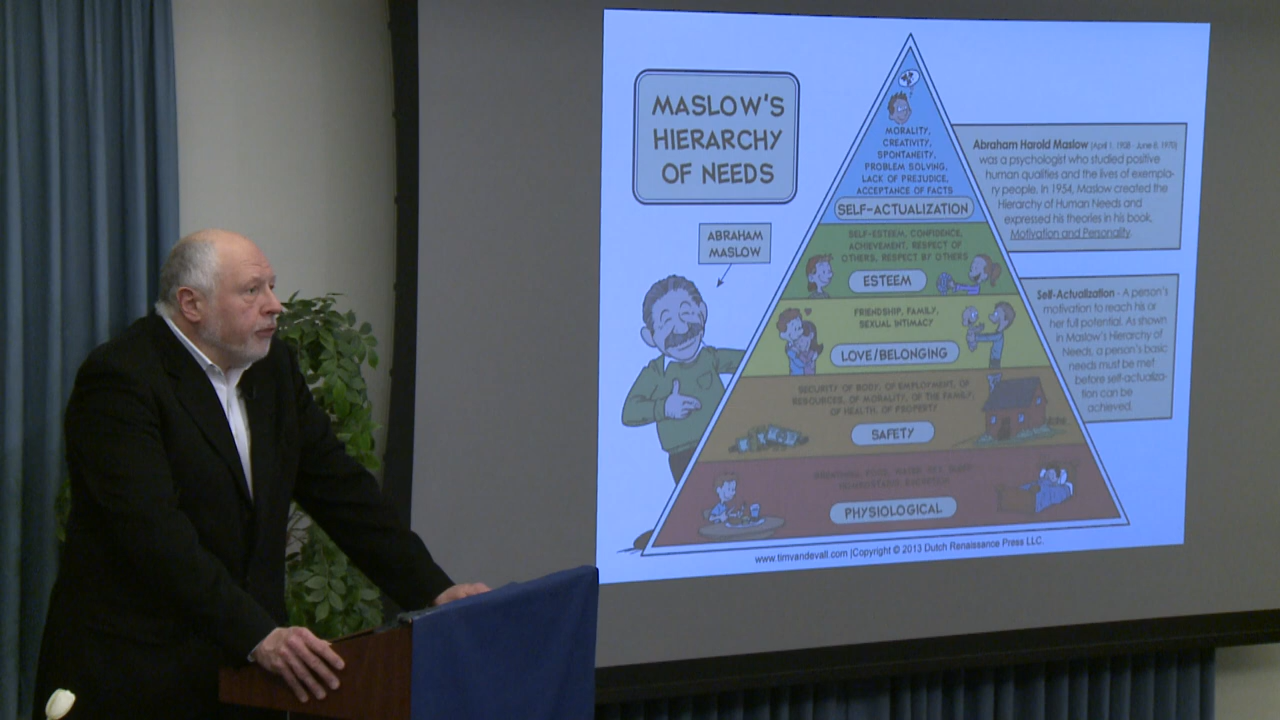 MASLOW'S
HIERARCHY
OF NEEDS
ABRAHAM
MASLOW
MORALITY,
CREATIVITY,
SPONTANEITY,
PROBLEM SOLVING,
LACK OF PREJUDICE,
ACCEPTANCE OF FACTS
SELF-ACTUALIZATION
SELF-ESTEEM, CONFIDENCE,
ACHIEVEMENT, RESPECT OF
OTHERS, RESPECT BY OTHERS
ESTEEM
FRIENDSHIP, FAMILY,
SEXUAL INTIMACY
LOVE/BELONGING
SECURITY OF BODY, OF EMPLOYMENT, OF
RESOURCES, OF MORALITY, OF THE FAMILY,
OF HEALTH, OF PROPERTY
SAFETY
PHYSIOLOGICAL
Abraham Harold Maslow (April 1, 1908 - June 8, 1970)
was a psychologist who studied positive
human qualities and the lives of exempla-
ry people. In 1954, Maslow created the
Hierarchy of Human Needs and
expressed his theories in his book,
Motivation and Personality.
Self-Actualization - A person's
motivation to reach his or
her full potential. As shown
in Maslow's Hierarchy of
Needs, a person's basic
needs must be met
before self-actualiza-
tion can be
achieved.
www.timvandevall.com |Copyright © 2013 Dutch Renaissance Press LLC.